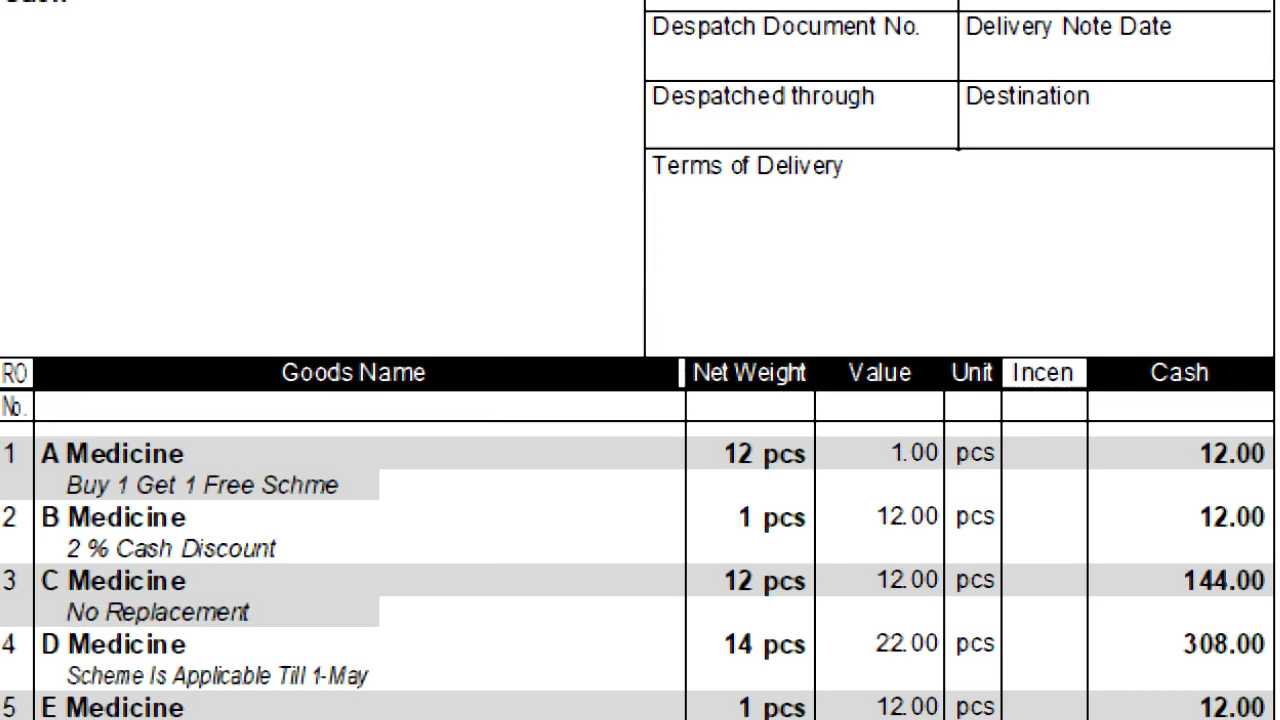 Despatch Document No. Delivery Note Date
Despatched through Destination
Terms of Delivery
RO Goods Name Net Weight Value Unit Incen Cash
No.
1 A Medicine 12 pcs 1.00 pcs 12.00
Buy 1 Get 1 Free Schme
2 B Medicine 1 pcs 12.00 pcs 12.00
2 % Cash Discount
3 C Medicine 12 pcs 12.00 pcs 144.00
No Replacement
4 D Medicine 14 pcs 22.00 pcs 308.00
Scheme Is Applicable Till 1-May
5 E Medicine 1 pcs 12.00 pcs 12.00